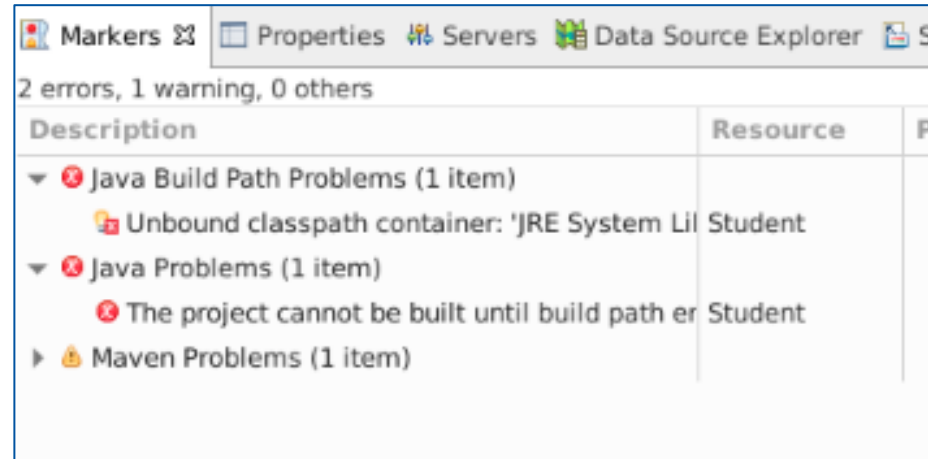 Markers Properties Servers Data Source Explorer S
2 errors, 1 warning, 0 others
Description Resource P
Java Build Path Problems (1 item)
Unbound classpath container: 'JRE System Lil Student
Java Problems (1 item)
The project cannot be built until build path er Student
Maven Problems (1 item)